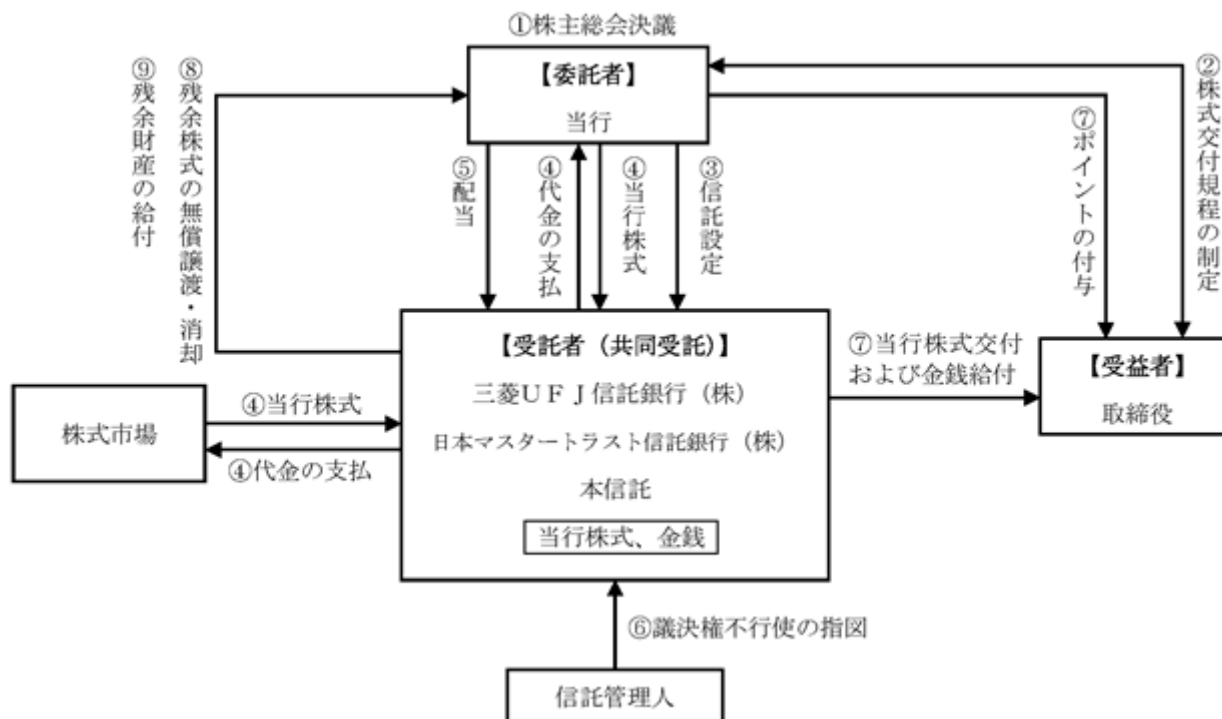 ①株主総会決議
【委託者】
当行
⑨残余財産の給付
⑧残余株式の無償譲渡・消却
⑤配当
④代金の支払
④当行株式
③信託設定
⑦ポイントの付与
②株式交付規程の制定
【受託者（共同受託）】
三菱ＵＦＪ信託銀行（株）
日本マスタートラスト信託銀行（株）
本信託
当行株式、金銭
⑦当行株式交付
および金銭給付
【受益者】
取締役
株式市場
④当行株式
④代金の支払
⑥議決権不行使の指図
信託管理人